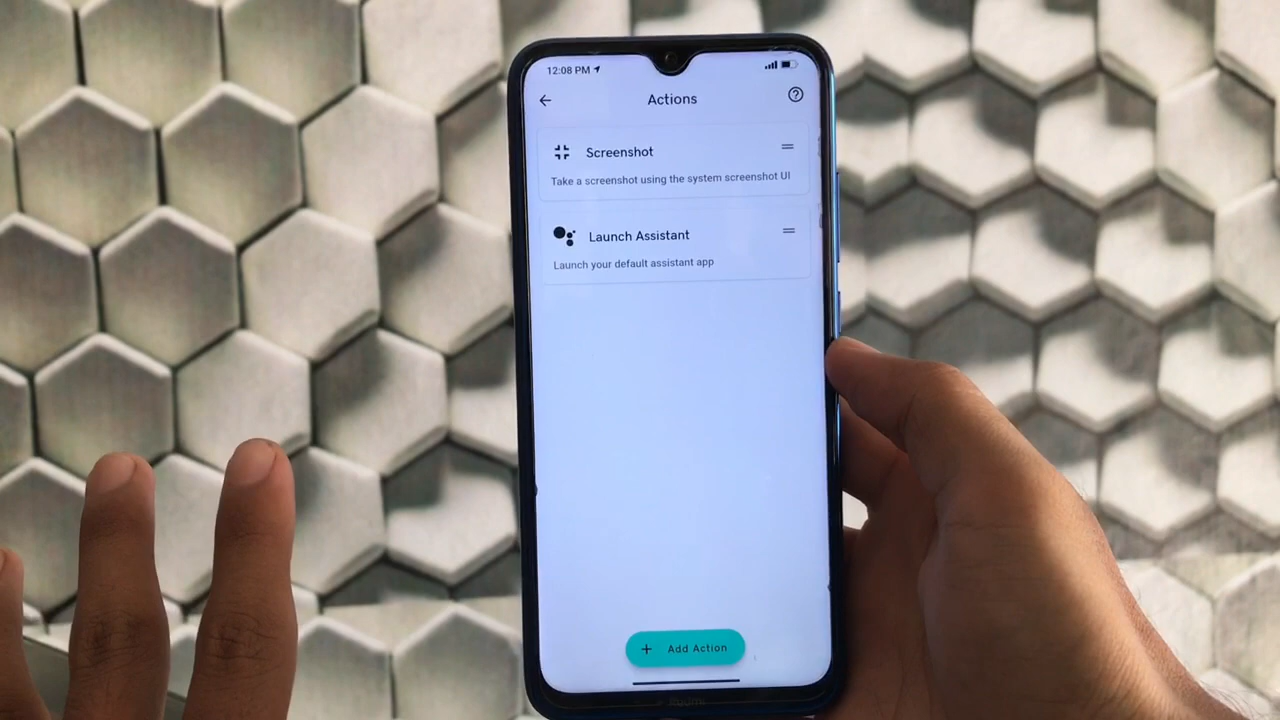 12:08 PM
Actions
Screenshot
Take a screenshot using the system screenshot UI
Launch Assistant
Launch your default assistant app
+ Add Action